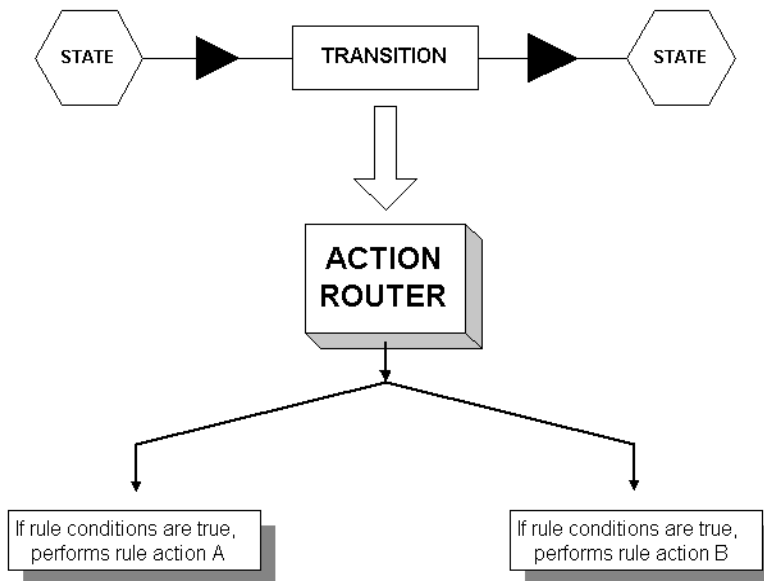 STATE
TRANSITION
STATE
ACTION
ROUTER
If rule conditions are true,
performs rule action A
If rule conditions are true,
performs rule action B